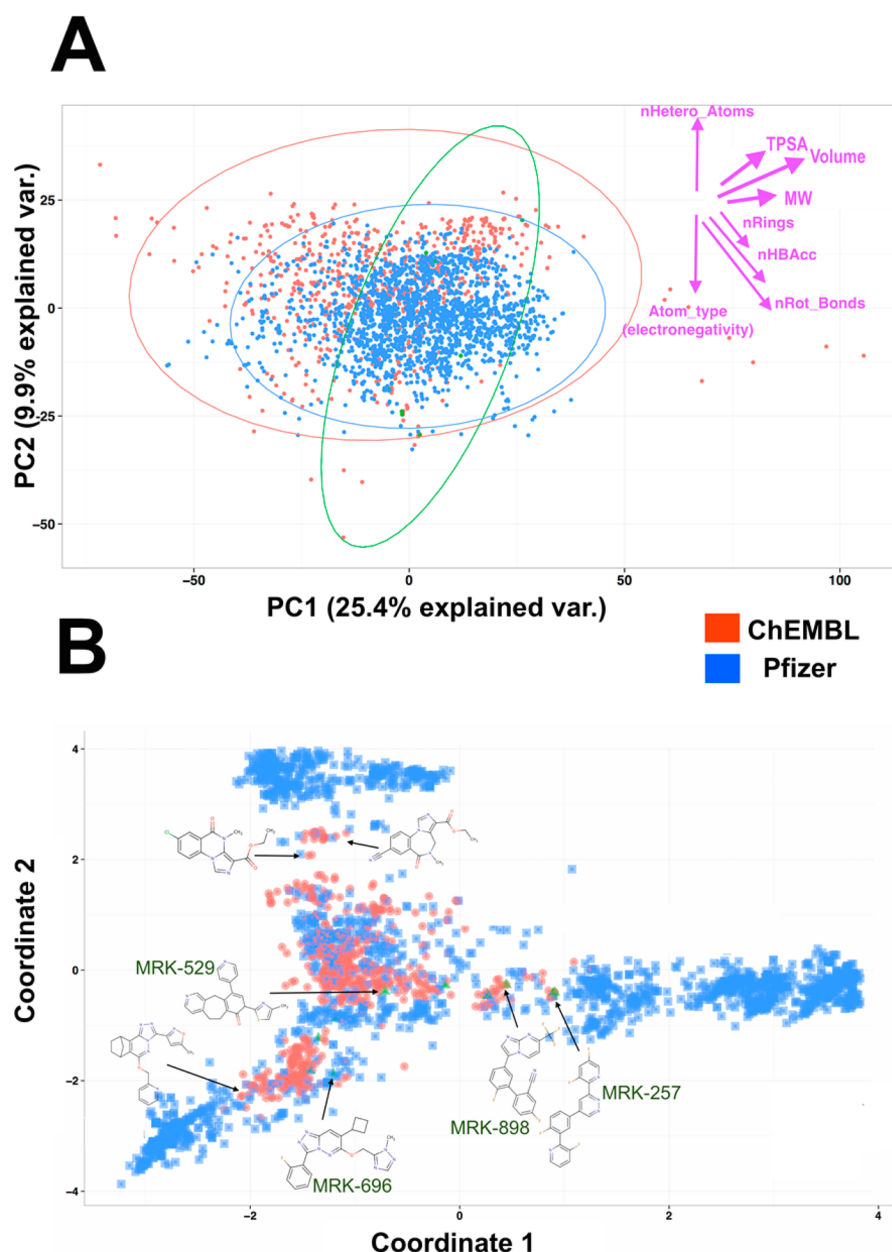 A
nHetero_Atoms
TPSA
Volume
MW
nRings
nHBAcc
nRot_Bonds
Atom_type
(electronegativity)
PC2 (9.9% explained var.)
25
0
−25
−50
−50
0
50
100
PC1 (25.4% explained var.)
B
ChEMBL
Pfizer
Coordinate 2
4
2
0
−2
−4
MRK-529
MRK-257
MRK-898
MRK-696
−2
0
2
4
Coordinate 1